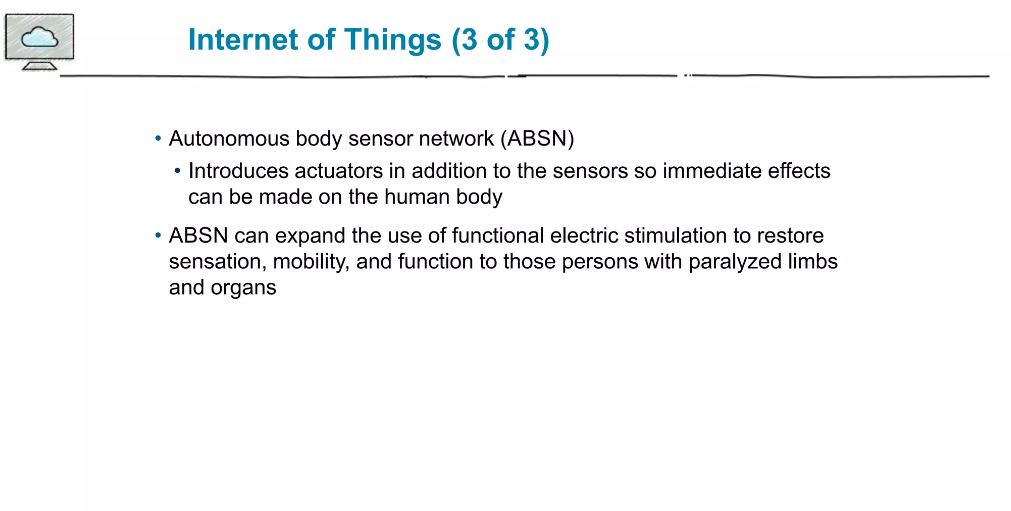 Internet of Things (3 of 3)
• Autonomous body sensor network (ABSN)
• Introduces actuators in addition to the sensors so immediate effects
can be made on the human body
• ABSN can expand the use of functional electric stimulation to restore
sensation, mobility, and function to those persons with paralyzed limbs
and organs